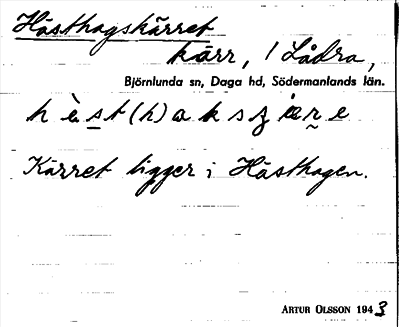 Hästhagskärret
kärr, / Lådra,
Björnlunda sn, Daga hd, Södermanlands län.
Kärret ligger i Hästhagen.
ARTUR OLSSON 1943